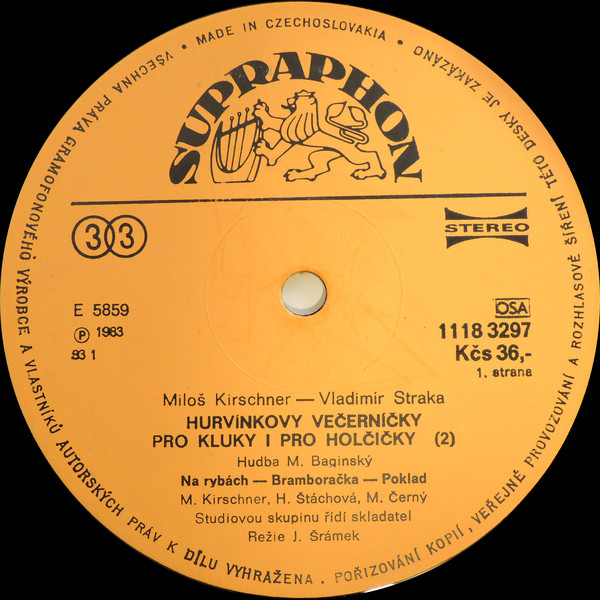 VŠECHNA PRÁVA GRAMOFONOVÉHO VÝROBCE A VLASTNÍKŮ AUTORSKÝCH PRÁV K DÍLU VYHRAŽENA . POŘIZOVÁNÍ KOPIÍ, VEŘEJNÉ PROVOZOVÁNÍ A ROZHLASOVÉ ŠÍŘENÍ TÉTO DESKY JE ZAKÁZÁNO
• MADE IN CZECHOSLOVAKIA •
SUPRAPHON
33
STEREO
E 5859
Ⓟ 1983
83 1
OSA
1118 3297
Kčs 36,-
1. strana
Miloš Kirschner — Vladimír Straka
HURVÍNKOVY VEČERNÍČKY
PRO KLUKY I PRO HOLČIČKY (2)
Hudba M. Baginský
Na rybách — Bramboračka — Poklad
M. Kirschner, H. Štáchová, M. Černý
Studiovou skupinu řídí skladatel
Režie J. Šrámek